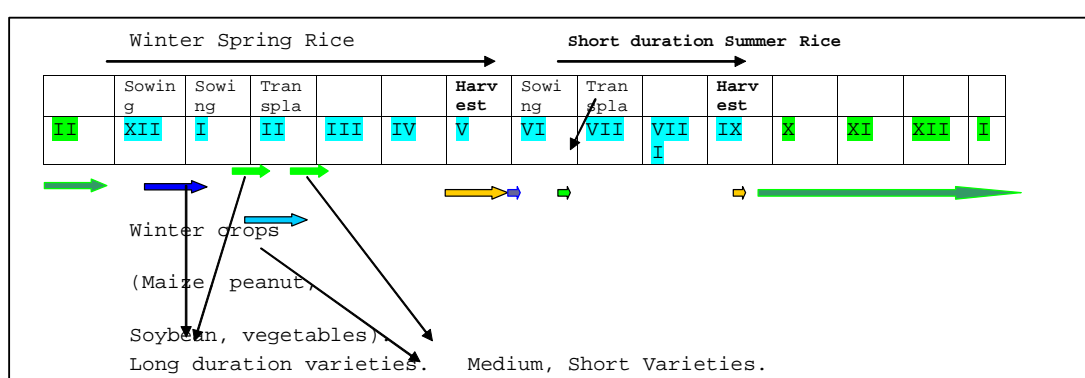 Winter Spring Rice Short duration Summer Rice
Sowin Sowi Tran Harv Sowi Tran Harv
g ng spla est ng spla est
II XII I II III IV V VI VII VII IX X XI XII I
I
Winter crops
(Maize, peanut,
Soybean, vegetables).
Long duration varieties. Medium, Short Varieties.